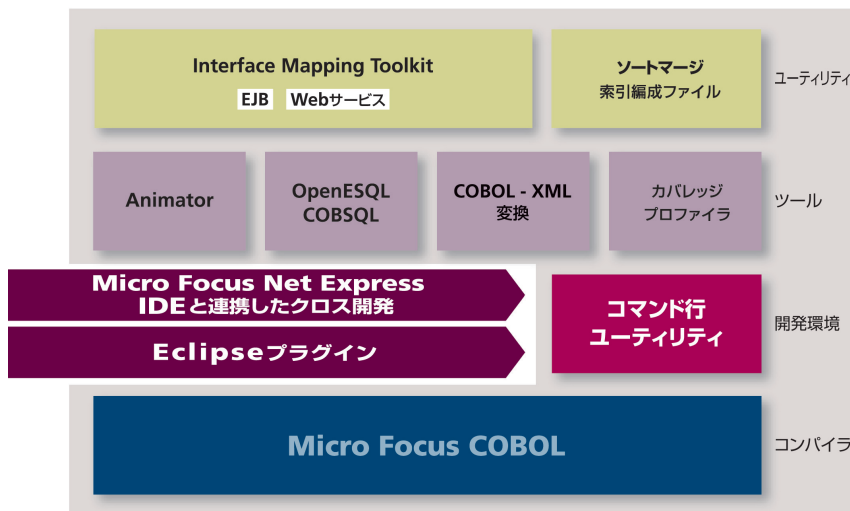 Interface Mapping Toolkit
EJB Webサービス
ソートマージ
索引編成ファイル
ユーティリティ
Animator
OpenESQL
COBSQL
COBOL - XML
変換
カバレッジ
プロファイラ
ツール
Micro Focus Net Express
IDEと連携したクロス開発
Eclipseプラグイン
コマンド行
ユーティリティ
開発環境
Micro Focus COBOL
コンパイラ